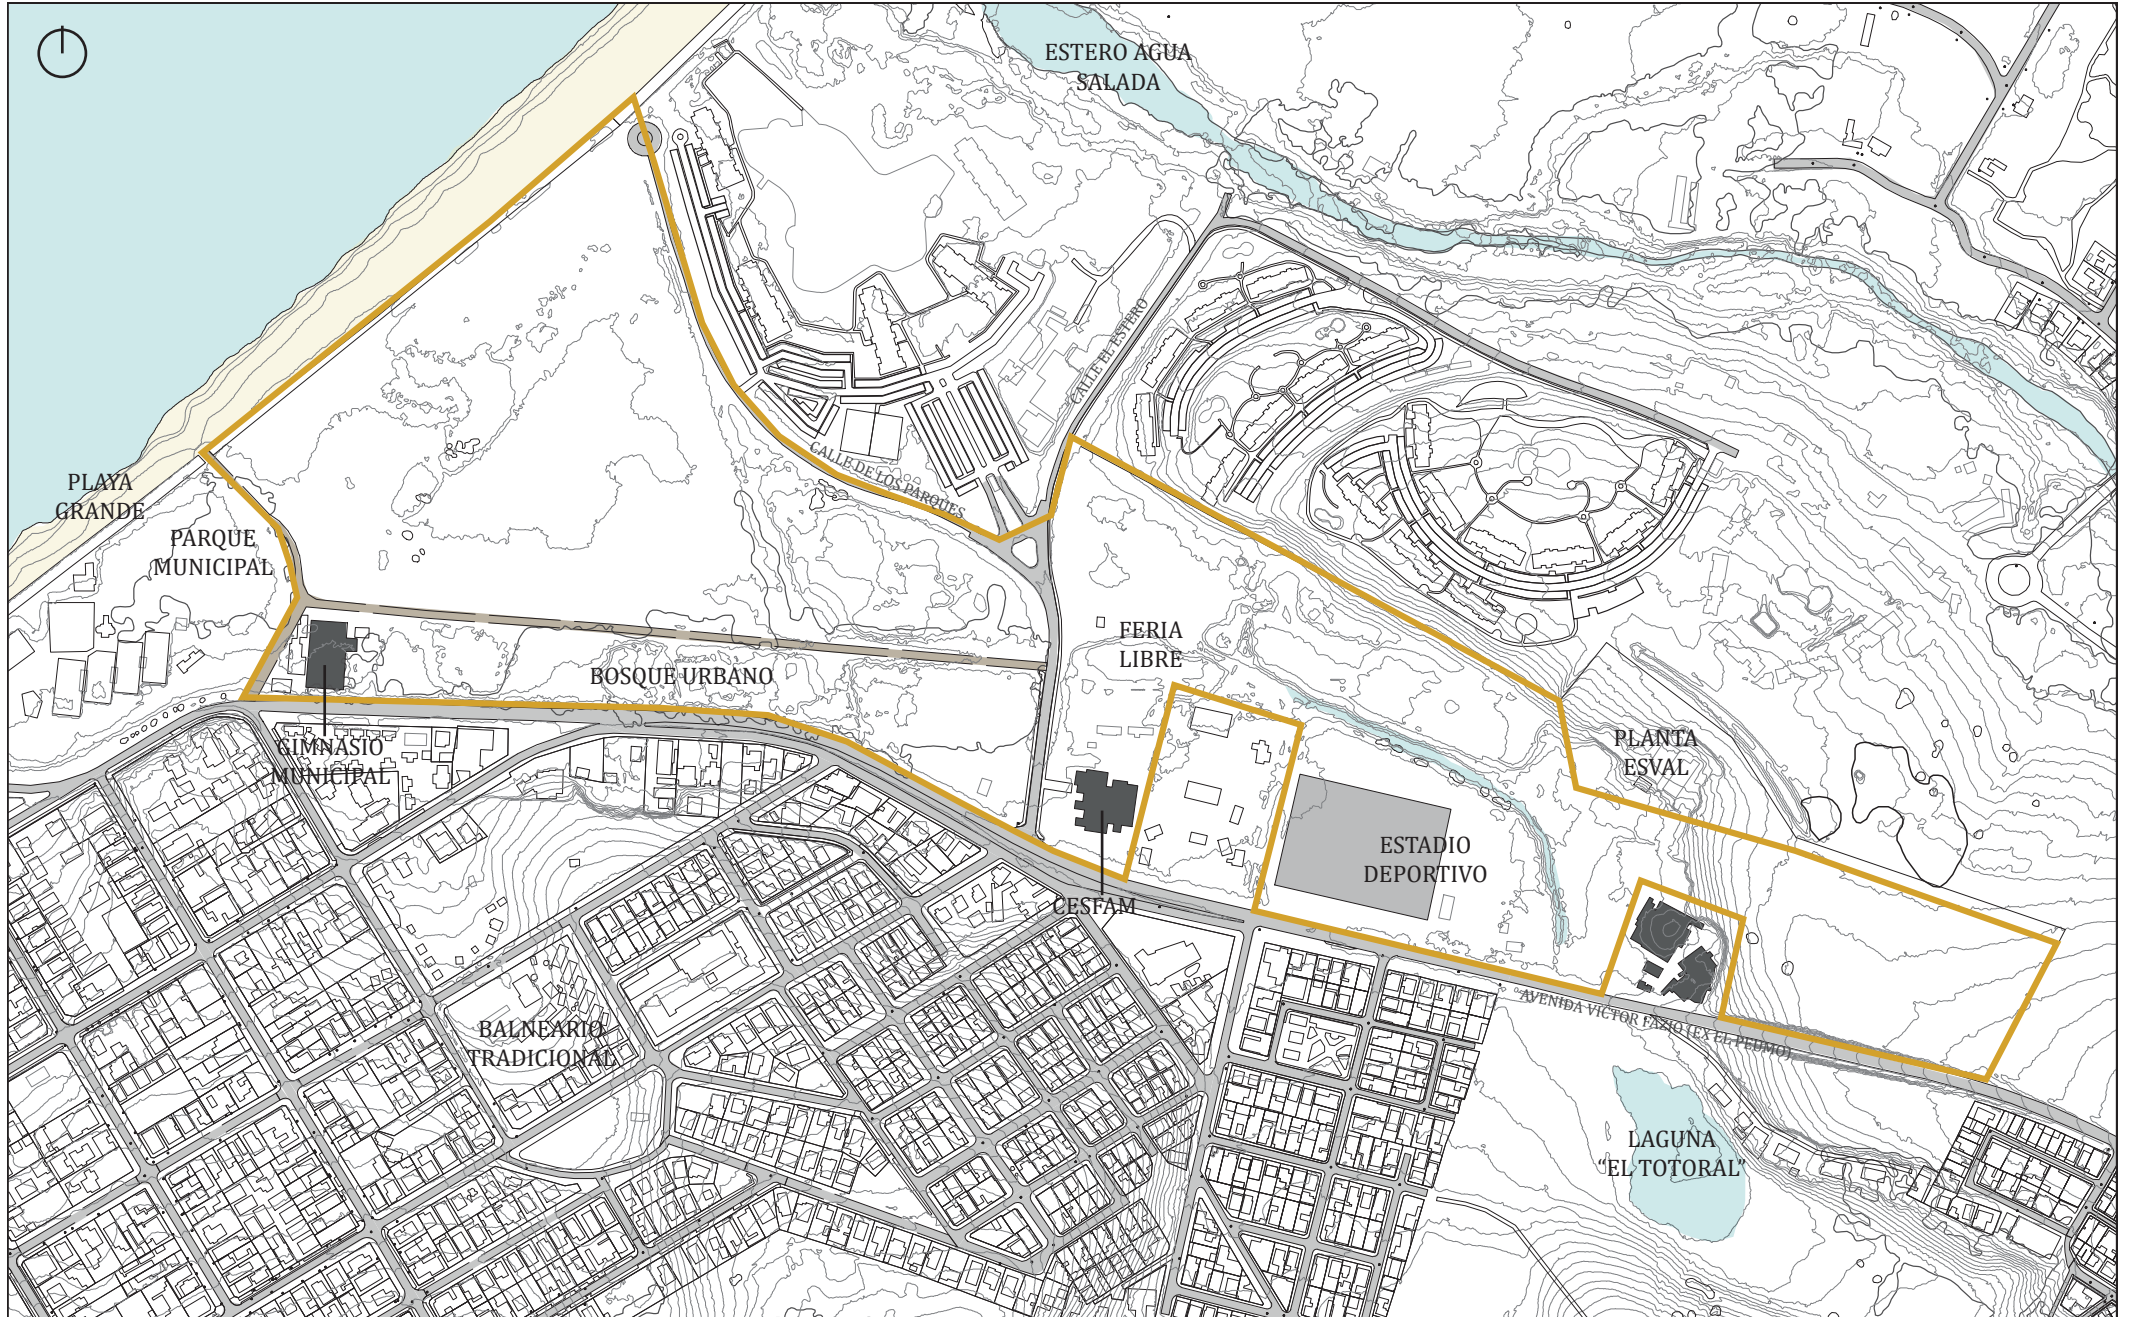 ESTERO AGUA
SALADA
CALLE EL ESTERO
CALLE DE LOS PARQUES
PLAYA
GRANDE
PARQUE
MUNICIPAL
FERIA
LIBRE
BOSQUE URBANO
GIMNASIO
MUNICIPAL
PLANTA
ESVAL
ESTADIO
DEPORTIVO
CESFAM
AVENIDA VICTOR FAZIO (EX EL PEUMO)
BALNEARIO
TRADICIONAL
LAGUNA
“EL TOTORAL”